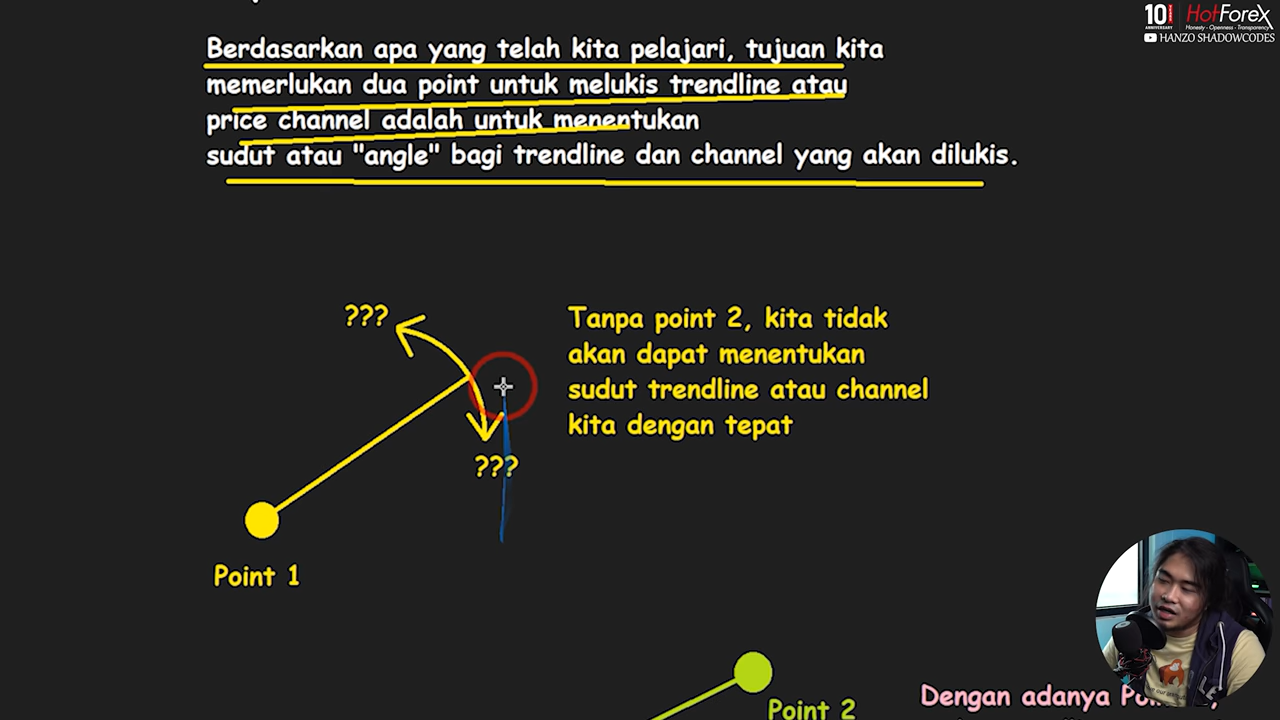 10 ANNIVERSARY HotForex
Honesty - Openness - Transparency
HANZO SHADOWCODES
Berdasarkan apa yang telah kita pelajari, tujuan kita
memerlukan dua point untuk melukis trendline atau
price channel adalah untuk menentukan
sudut atau "angle" bagi trendline dan channel yang akan dilukis.
???
Tanpa point 2, kita tidak
akan dapat menentukan
sudut trendline atau channel
kita dengan tepat
???
Point 1
Point 2
Dengan adanya